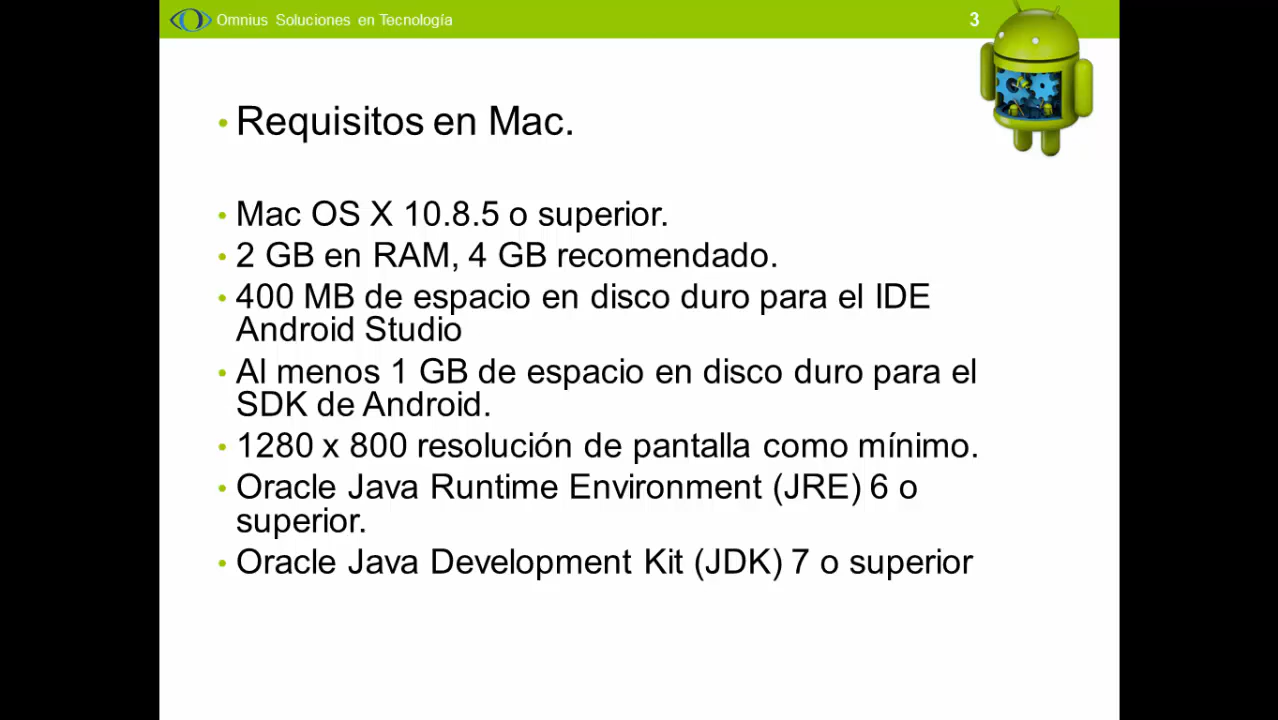 Omnius Soluciones en Tecnología
3
• Requisitos en Mac.
• Mac OS X 10.8.5 o superior.
• 2 GB en RAM, 4 GB recomendado.
• 400 MB de espacio en disco duro para el IDE
Android Studio
• Al menos 1 GB de espacio en disco duro para el
SDK de Android.
• 1280 x 800 resolución de pantalla como mínimo.
• Oracle Java Runtime Environment (JRE) 6 o
superior.
• Oracle Java Development Kit (JDK) 7 o superior